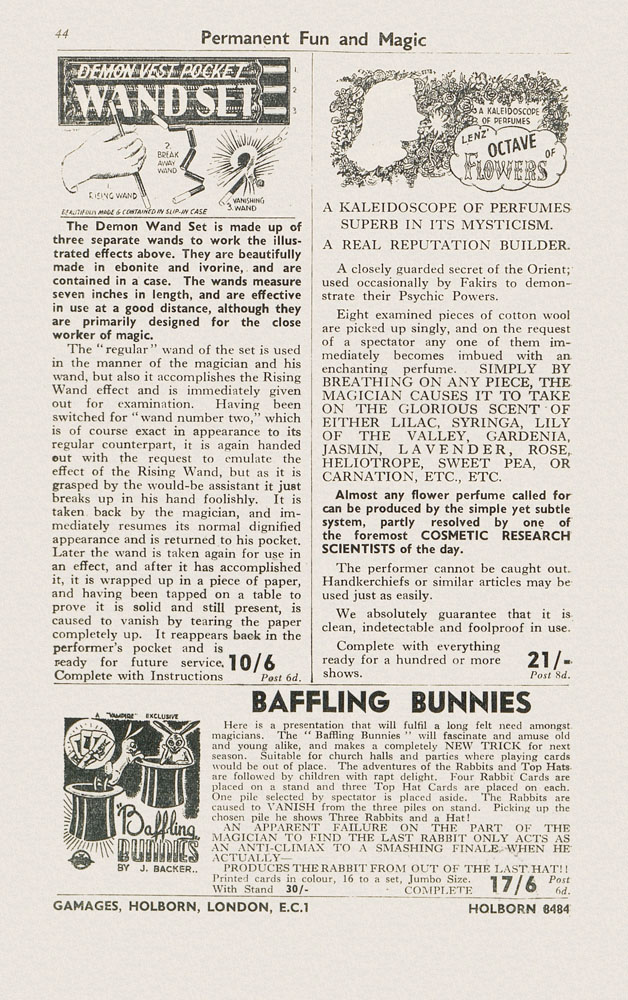 44
Permanent Fun and Magic
DEMON VEST POCKET
WAND SET
1
2
3
RISING WAND
2.
BREAK
AWAY
WAND
VANISHING
3. WAND
BEAUTIFULLY MADE & CONTAINED IN SLIP-IN CASE
The Demon Wand Set is made up of
three separate wands to work the illus-
trated effects above. They are beautifully
made in ebonite and ivorine, and are
contained in a case. The wands measure
seven inches in length, and are effective
in use at a good distance, although they
are primarily designed for the close
worker of magic.
The “regular” wand of the set is used
in the manner of the magician and his
wand, but also it accomplishes the Rising
Wand effect and is immediately given
out for examination. Having been
switched for “wand number two,” which
is of course exact in appearance to its
regular counterpart, it is again handed
out with the request to emulate the
effect of the Rising Wand, but as it is
grasped by the would-be assistant it just
breaks up in his hand foolishly. It is
taken back by the magician, and im-
mediately resumes its normal dignified
appearance and is returned to his pocket.
Later the wand is taken again for use in
an effect, and after it has accomplished
it, it is wrapped up in a piece of paper,
and having been tapped on a table to
prove it is solid and still present, is
caused to vanish by tearing the paper
completely up. It reappears back in the
performer's pocket and is
ready for future service.
Complete with Instructions
10/6
Post 6d.
A KALEIDOSCOPE
OF PERFUMES
LENZ'
OCTAVE
OF
FLOWERS
A KALEIDOSCOPE OF PERFUMES
SUPERB IN ITS MYSTICISM.
A REAL REPUTATION BUILDER.
A closely guarded secret of the Orient;
used occasionally by Fakirs to demon-
strate their Psychic Powers.
Eight examined pieces of cotton wool
are picked up singly, and on the request
of a spectator any one of them im-
mediately becomes imbued with an
enchanting perfume. SIMPLY BY
BREATHING ON ANY PIECE, THE
MAGICIAN CAUSES IT TO TAKE
ON THE GLORIOUS SCENT OF
EITHER LILAC, SYRINGA, LILY
OF THE VALLEY, GARDENIA,
JASMIN, LAVENDER, ROSE,
HELIOTROPE, SWEET PEA, OR
CARNATION, ETC., ETC.
Almost any flower perfume called for
can be produced by the simple yet subtle
system, partly resolved by one of
the foremost COSMETIC RESEARCH
SCIENTISTS of the day.
The performer cannot be caught out.
Handkerchiefs or similar articles may be
used just as easily.
We absolutely guarantee that it is
clean, indetectable and foolproof in use.
Complete with everything
ready for a hundred or more
shows.
21/-
Post 8d.
BAFFLING BUNNIES
A "VAMPIRE" EXCLUSIVE
"Baffling
BUNNIES
BY J. BACKER..
Here is a presentation that will fulfil a long felt need amongst
magicians. The “Baffling Bunnies” will fascinate and amuse old
and young alike, and makes a completely NEW TRICK for next
season. Suitable for church halls and parties where playing cards
would be out of place. The adventures of the Rabbits and Top Hats
are followed by children with rapt delight. Four Rabbit Cards are
placed on a stand and three Top Hat Cards are placed on each.
One pile selected by spectator is placed aside. The Rabbits are
caused to VANISH from the three piles on stand. Picking up the
chosen pile he shows Three Rabbits and a Hat!
AN APPARENT FAILURE ON THE PART OF THE
MAGICIAN TO FIND THE LAST RABBIT ONLY ACTS AS
AN ANTI-CLIMAX TO A SMASHING FINALE WHEN HE
ACTUALLY—
PRODUCES THE RABBIT FROM OUT OF THE LAST HAT!!
Printed cards in colour, 16 to a set, Jumbo Size.
With Stand 30/- COMPLETE
17/6
Post
6d.
GAMAGES, HOLBORN, LONDON, E.C.1
HOLBORN 8484